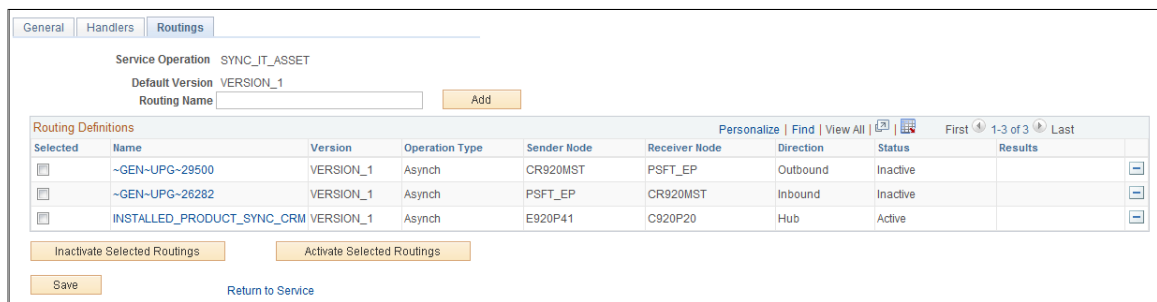 General Handlers Routings
Service Operation SYNC_IT_ASSET
Default Version VERSION_1
Routing Name Add
Routing Definitions Personalize | Find | View All | | First 1-3 of 3 Last
Selected Name Version Operation Type Sender Node Receiver Node Direction Status Results
~GEN~UPG~29500 VERSION_1 Asynch CR920MST PSFT_EP Outbound Inactive
~GEN~UPG~26282 VERSION_1 Asynch PSFT_EP CR920MST Inbound Inactive
INSTALLED_PRODUCT_SYNC_CRM VERSION_1 Asynch E920P41 C920P20 Hub Active
Inactivate Selected Routings Activate Selected Routings
Save Return to Service